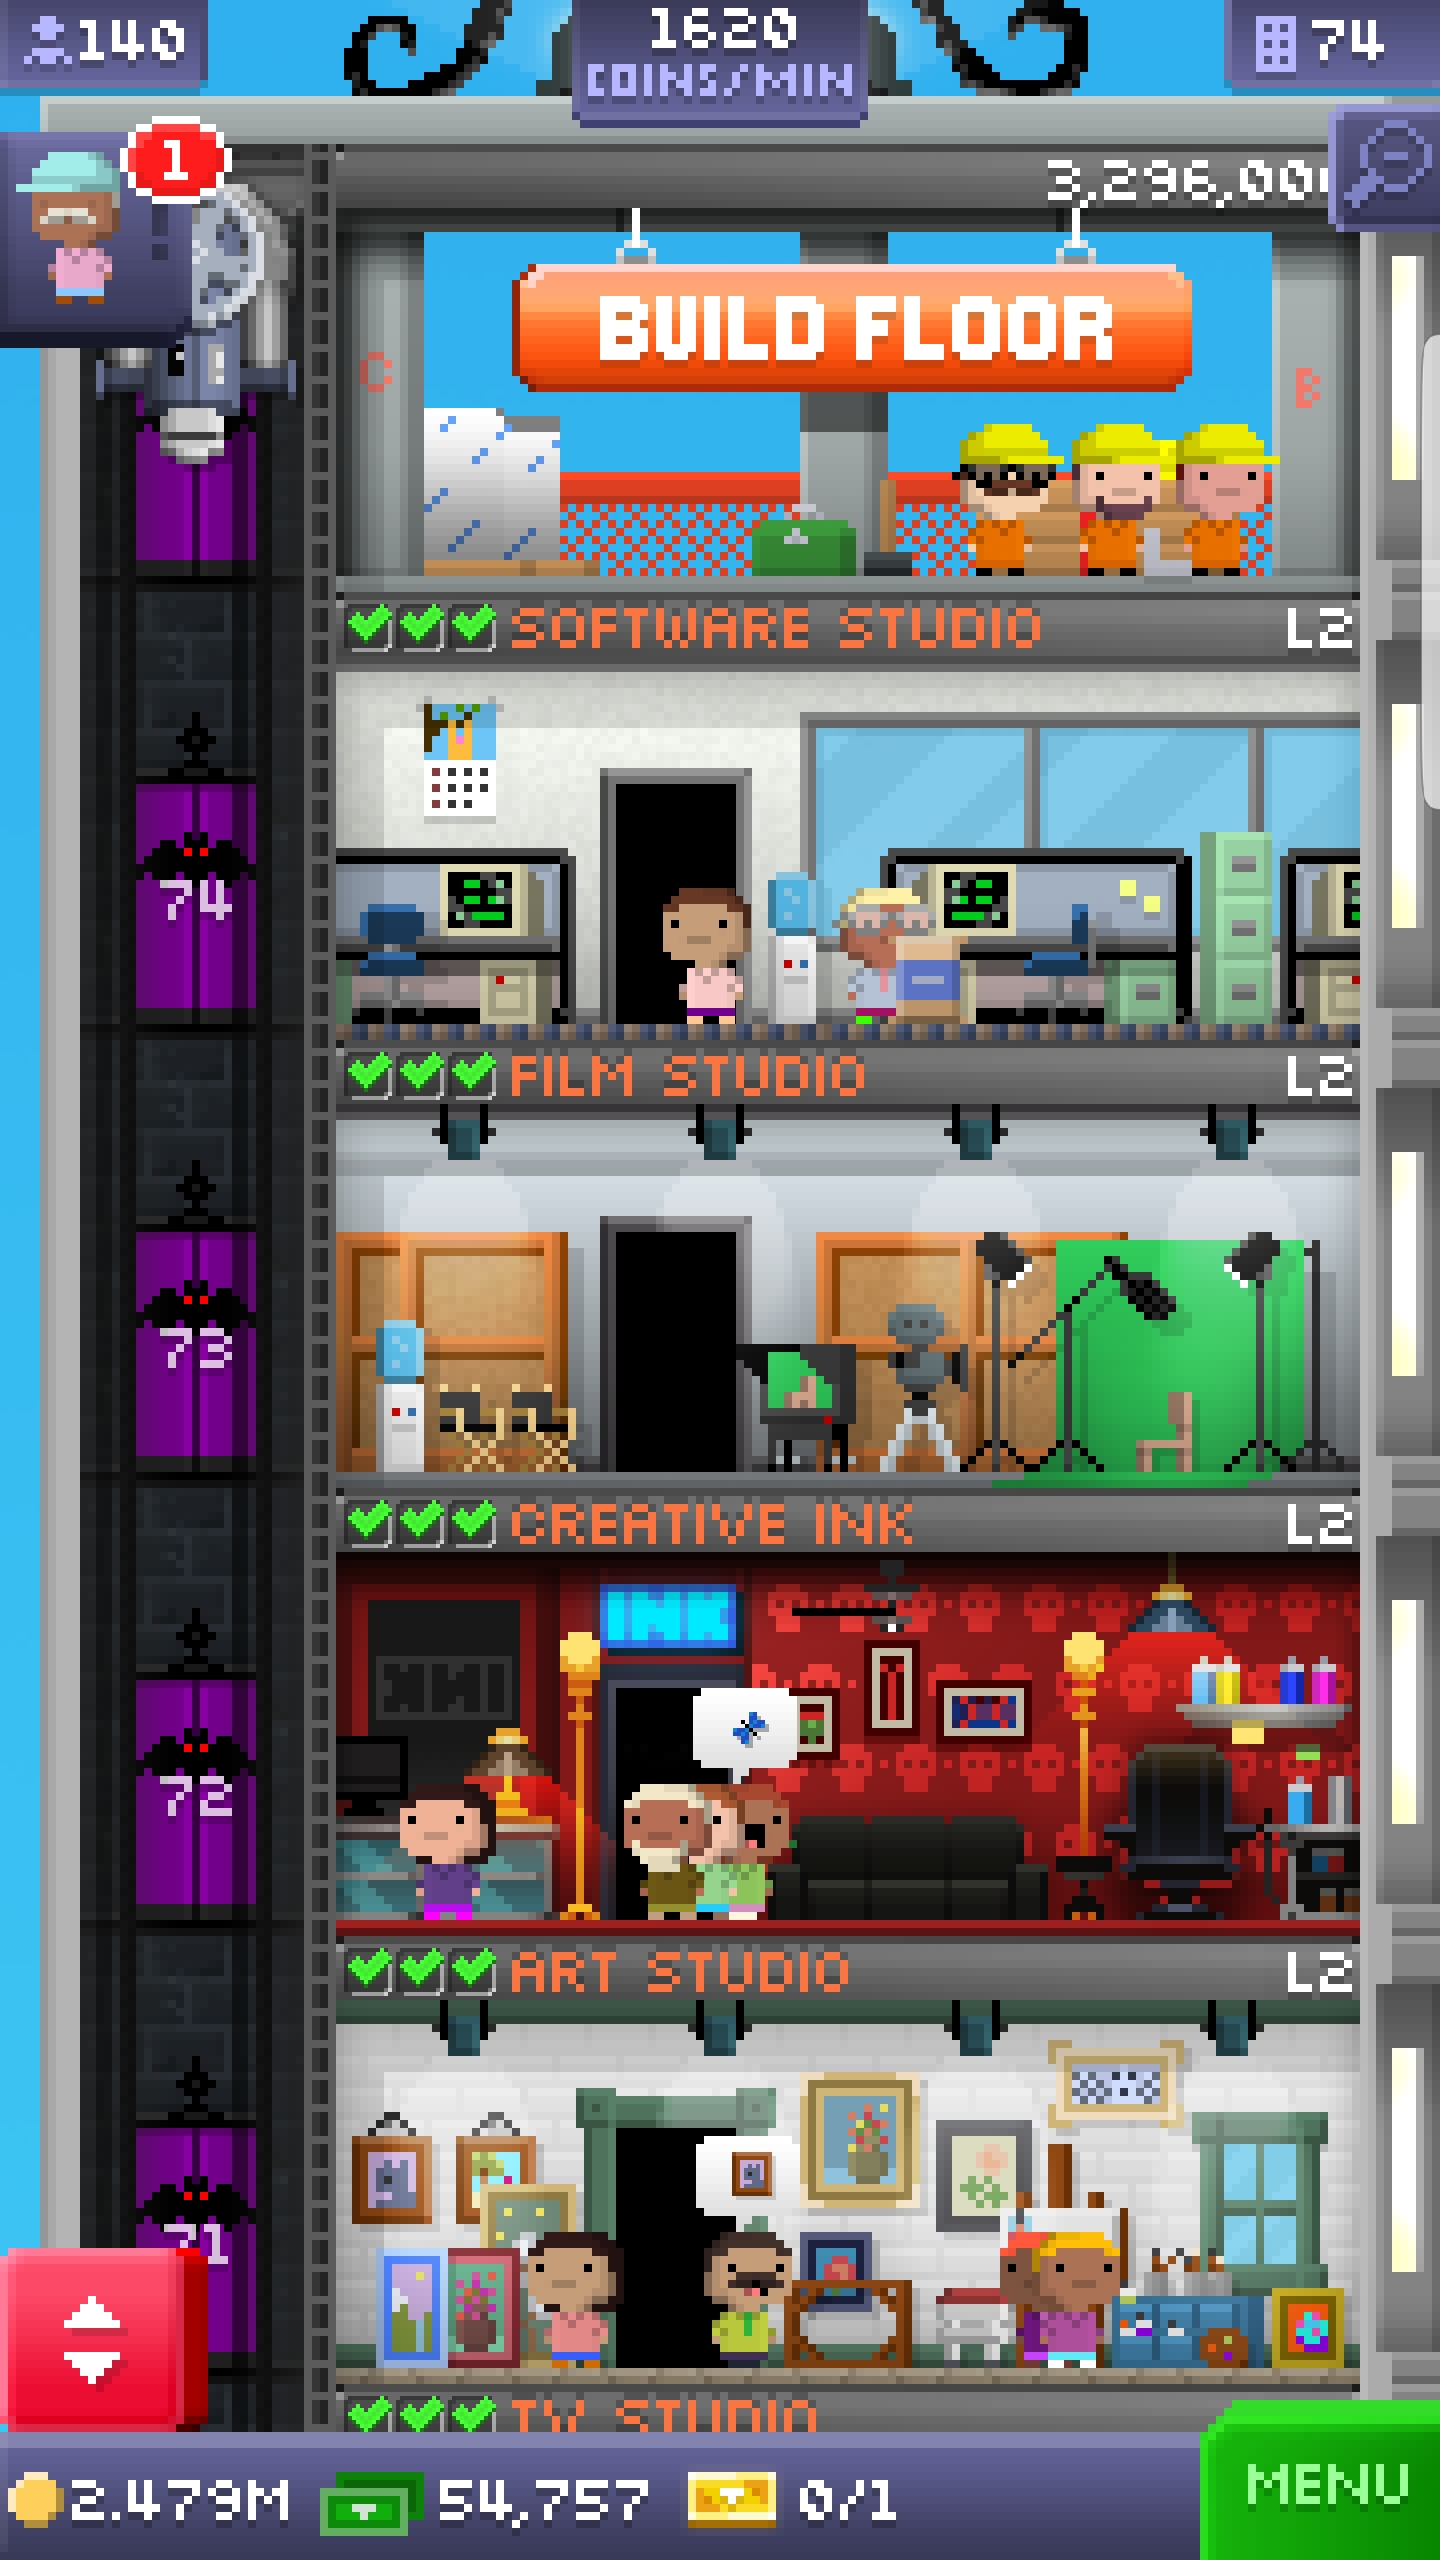 140
1620
COINS/MIN
74
1
3,296,00
BUILD FLOOR
C
B
SOFTWARE STUDIO L2
74
FILM STUDIO L2
73
CREATIVE INK L2
INK
72
ART STUDIO L2
71
TV STUDIO
2.479M 54,757 0/1
MENU